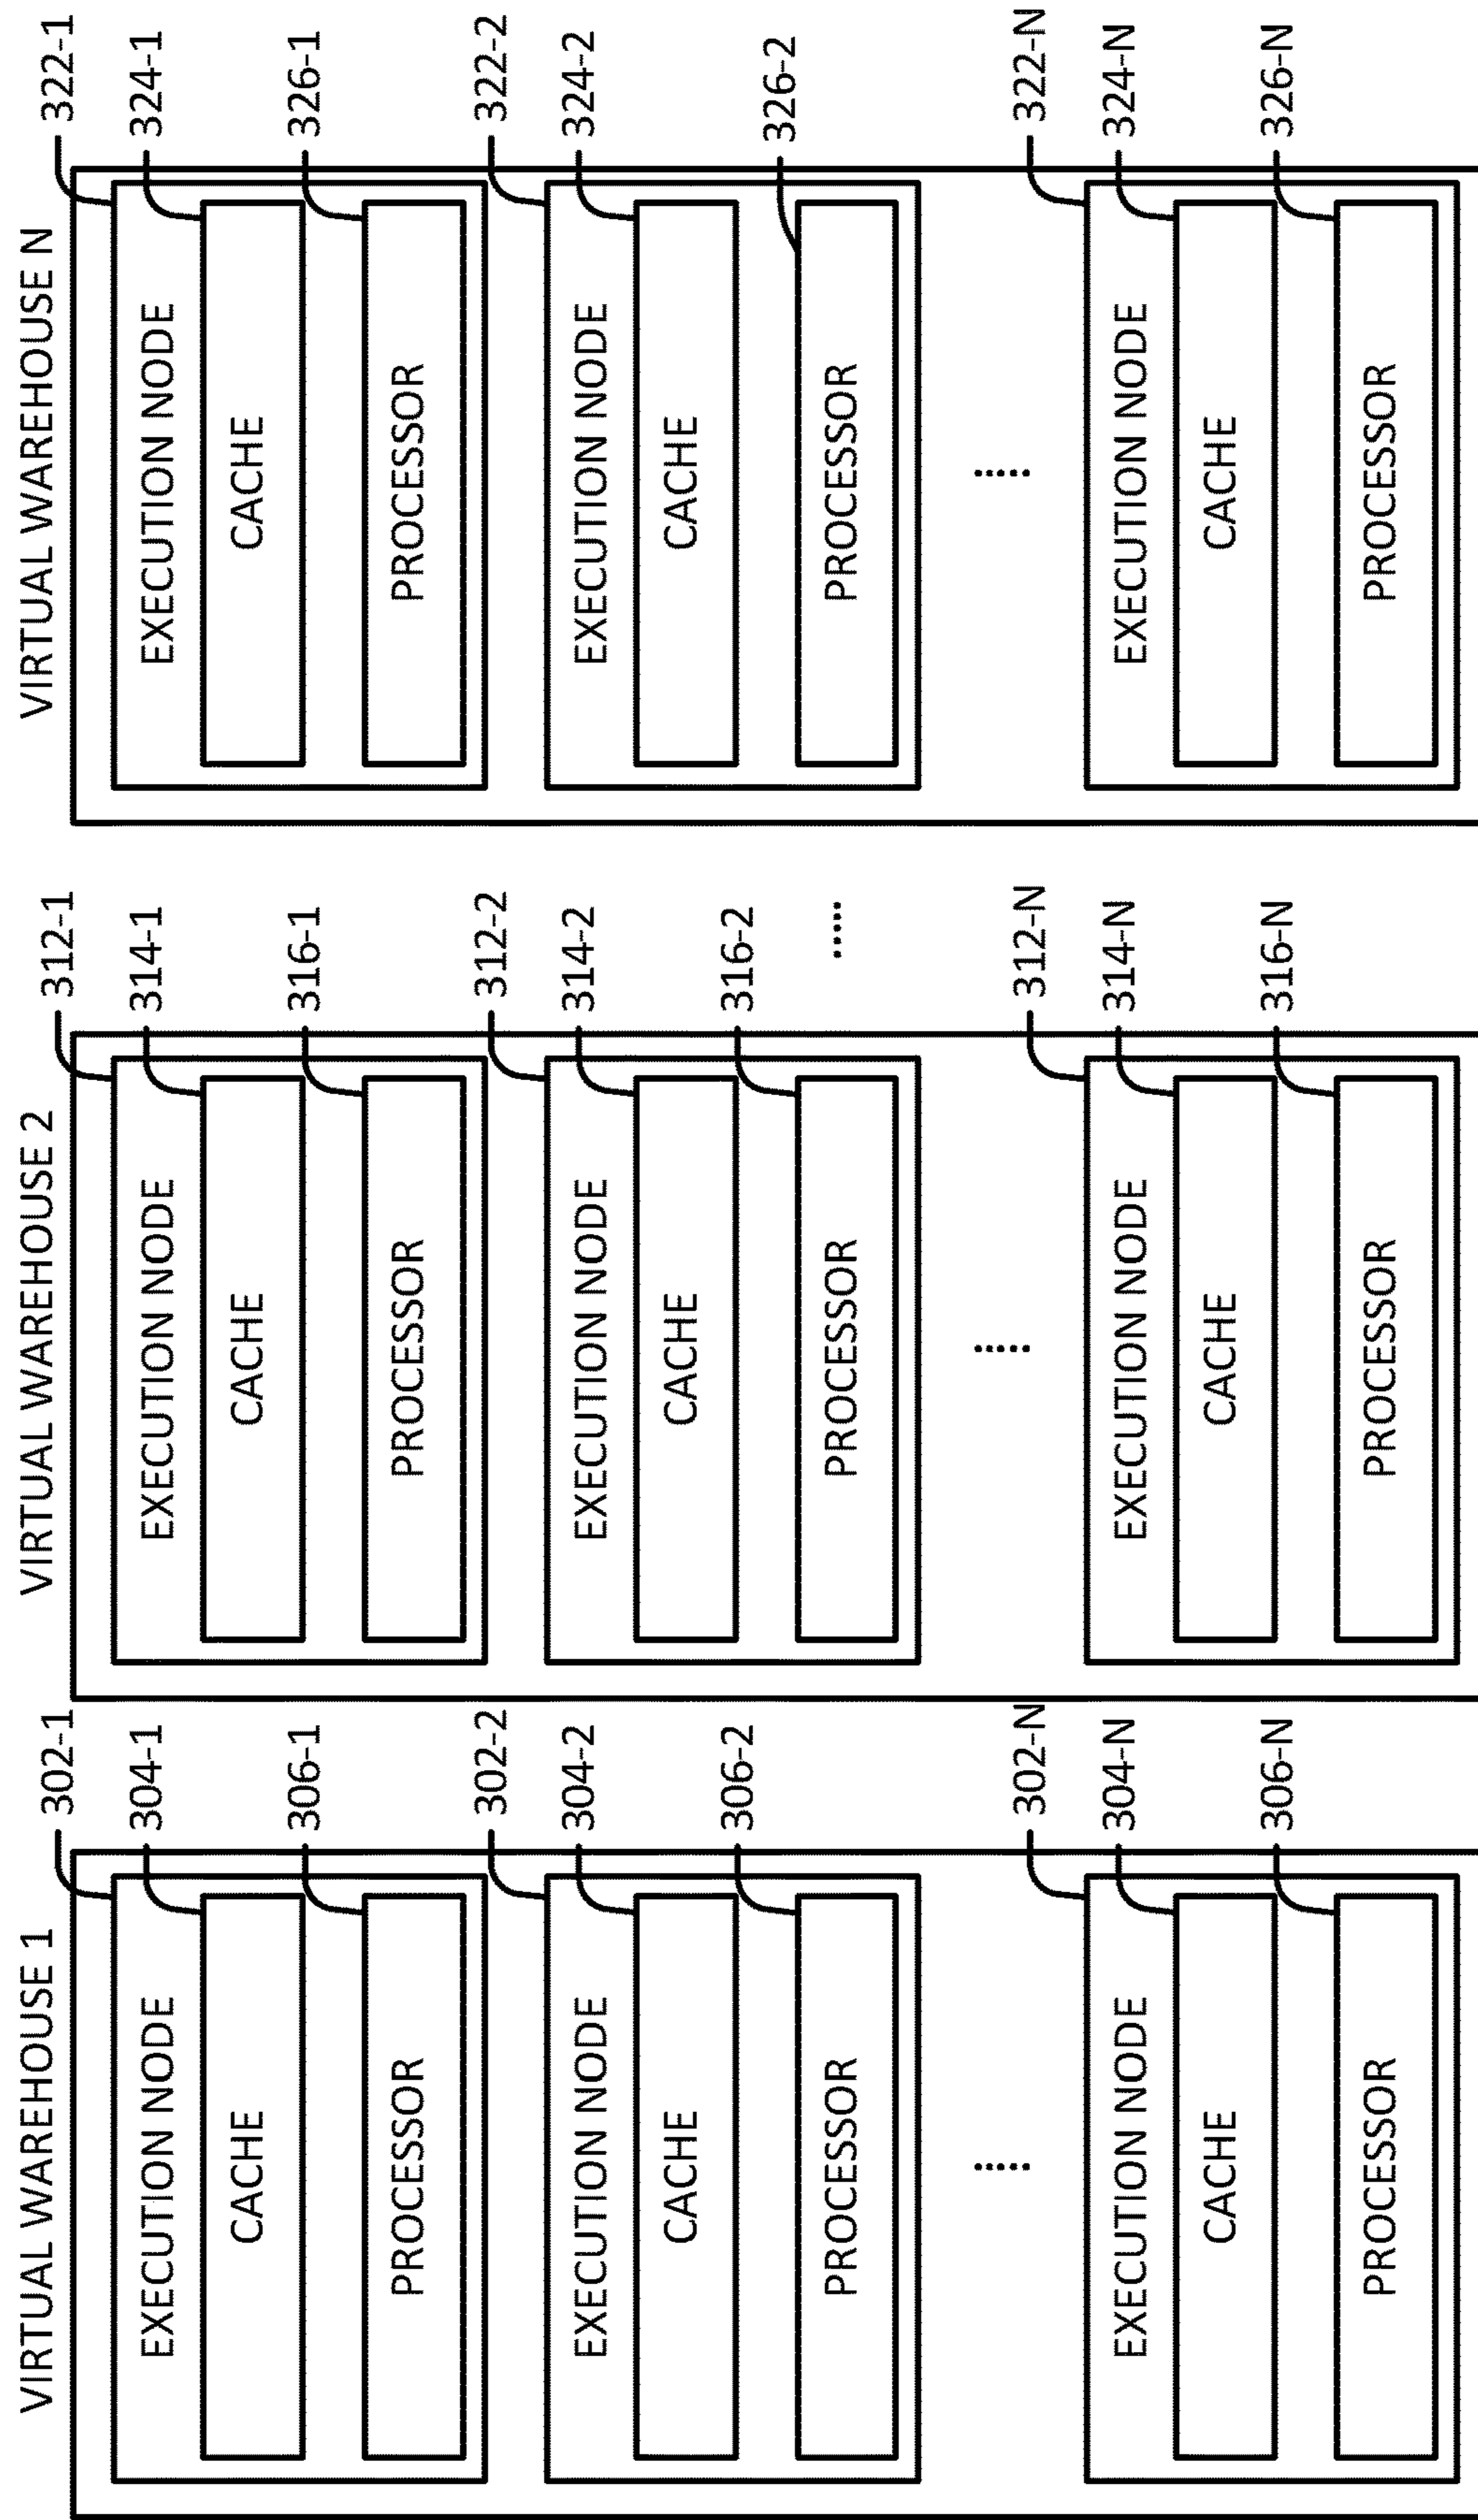 VIRTUAL WAREHOUSE 1
302-1
EXECUTION NODE
304-1
CACHE
306-1
PROCESSOR
302-2
EXECUTION NODE
304-2
CACHE
306-2
PROCESSOR
.....
302-N
EXECUTION NODE
304-N
CACHE
306-N
PROCESSOR
VIRTUAL WAREHOUSE 2
312-1
EXECUTION NODE
314-1
CACHE
316-1
PROCESSOR
312-2
EXECUTION NODE
314-2
CACHE
316-2
PROCESSOR
.....
.....
312-N
EXECUTION NODE
314-N
CACHE
316-N
PROCESSOR
VIRTUAL WAREHOUSE N
322-1
EXECUTION NODE
324-1
CACHE
326-1
PROCESSOR
322-2
EXECUTION NODE
324-2
CACHE
326-2
PROCESSOR
.....
322-N
EXECUTION NODE
324-N
CACHE
326-N
PROCESSOR